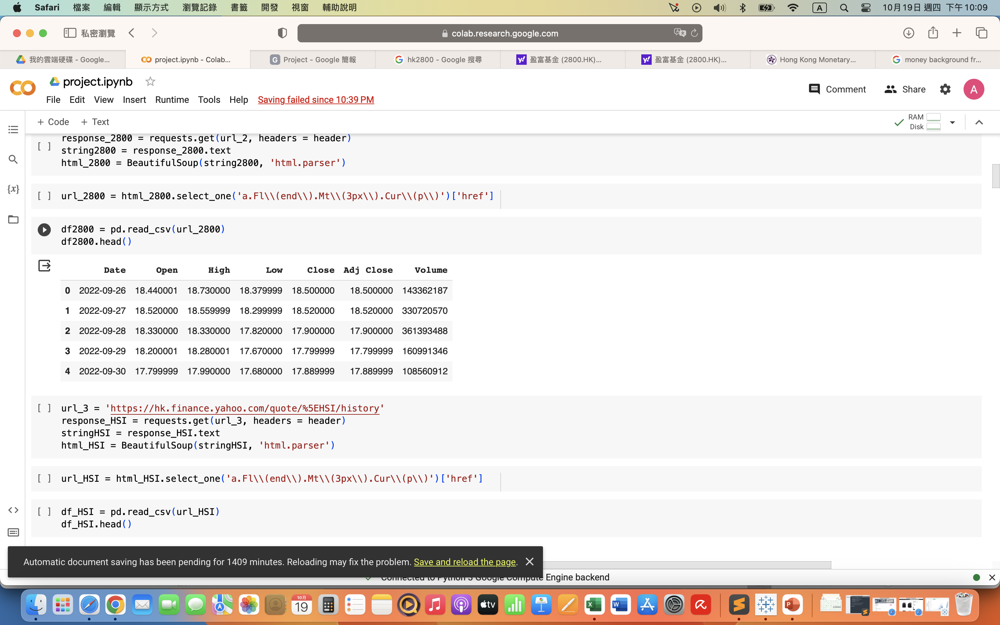 Safari 檔案 編輯 顯示方式 瀏覽記錄 書籤 開發 視窗 輔助說明 A 10月19日 週四 下午10:09
私密瀏覽 colab.research.google.com
我的雲端硬碟 - Google... project.ipynb - Colab... G Project - Google 簡報 hk2800 - Google 搜尋 盈富基金 (2800.HK)... 盈富基金 (2800.HK)... Hong Kong Monetary... money background fr...
project.ipynb
Comment Share A
File Edit View Insert Runtime Tools Help Saving failed since 10:39 PM
+ Code + Text RAM
Disk
response_2800 = requests.get(url_2, headers = header)
[ ] string2800 = response_2800.text
html_2800 = BeautifulSoup(string2800, 'html.parser')
{x}
[ ] url_2800 = html_2800.select_one('a.Fl\\(end\\).Mt\\(3px\\).Cur\\(p\\)')['href']
df2800 = pd.read_csv(url_2800)
df2800.head()
Date Open High Low Close Adj Close Volume
0 2022-09-26 18.440001 18.730000 18.379999 18.500000 18.500000 143362187
1 2022-09-27 18.520000 18.559999 18.299999 18.520000 18.520000 330720570
2 2022-09-28 18.330000 18.330000 17.820000 17.900000 17.900000 361393488
3 2022-09-29 18.200001 18.280001 17.670000 17.799999 17.799999 160991346
4 2022-09-30 17.799999 17.990000 17.680000 17.889999 17.889999 108560912
[ ] url_3 = 'https://hk.finance.yahoo.com/quote/%5EHSI/history'
response_HSI = requests.get(url_3, headers = header)
stringHSI = response_HSI.text
html_HSI = BeautifulSoup(stringHSI, 'html.parser')
[ ] url_HSI = html_HSI.select_one('a.Fl\\(end\\).Mt\\(3px\\).Cur\\(p\\)')['href']
[ ] df_HSI = pd.read_csv(url_HSI)
df_HSI.head()
Automatic document saving has been pending for 1409 minutes. Reloading may fix the problem. Save and reload the page.
Connected to Python 3 Google Compute Engine backend
10月
19
tv
X
W
P